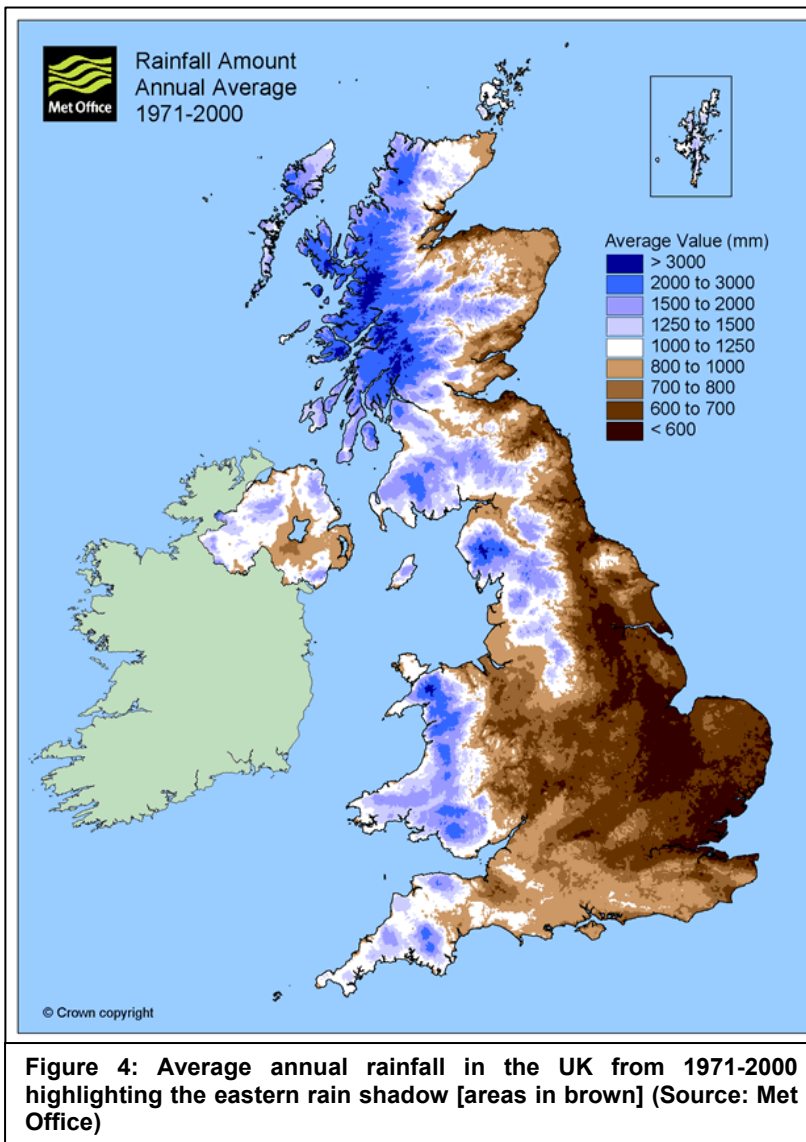 Met Office
Rainfall Amount
Annual Average
1971-2000
Average Value (mm)
> 3000
2000 to 3000
1500 to 2000
1250 to 1500
1000 to 1250
800 to 1000
700 to 800
600 to 700
< 600
© Crown copyright
Figure 4: Average annual rainfall in the UK from 1971-2000
highlighting the eastern rain shadow [areas in brown] (Source: Met
Office)